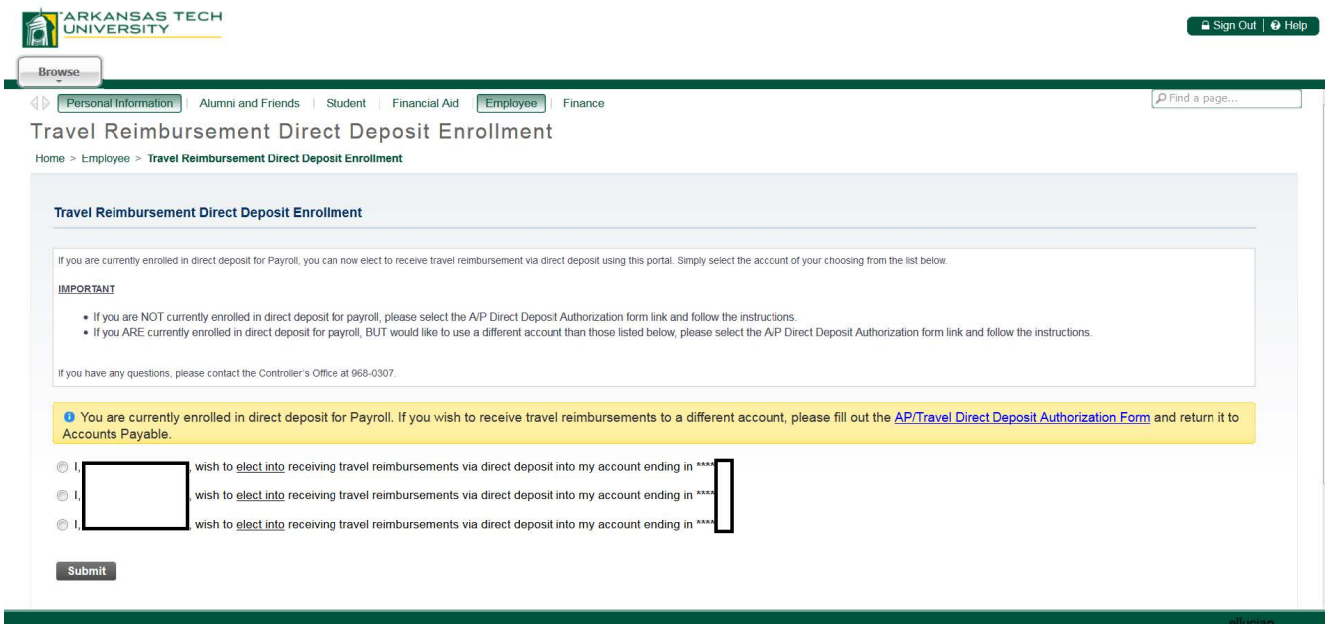 ARKANSAS TECH
UNIVERSITY
Sign Out | Help
Browse
Personal Information | Alumni and Friends | Student | Financial Aid | Employee | Finance
Find a page...
Travel Reimbursement Direct Deposit Enrollment
Home > Employee > Travel Reimbursement Direct Deposit Enrollment
Travel Reimbursement Direct Deposit Enrollment
If you are currently enrolled in direct deposit for Payroll, you can now elect to receive travel reimbursement via direct deposit using this portal. Simply select the account of your choosing from the list below.
IMPORTANT
• If you are NOT currently enrolled in direct deposit for payroll, please select the A/P Direct Deposit Authorization form link and follow the instructions.
• If you ARE currently enrolled in direct deposit for payroll, BUT would like to use a different account than those listed below, please select the A/P Direct Deposit Authorization form link and follow the instructions.
If you have any questions, please contact the Controller's Office at 968-0307.
You are currently enrolled in direct deposit for Payroll. If you wish to receive travel reimbursements to a different account, please fill out the AP/Travel Direct Deposit Authorization Form and return it to
Accounts Payable.
I, , wish to elect into receiving travel reimbursements via direct deposit into my account ending in ****
I, , wish to elect into receiving travel reimbursements via direct deposit into my account ending in ****
I, , wish to elect into receiving travel reimbursements via direct deposit into my account ending in ****
Submit
ellucian